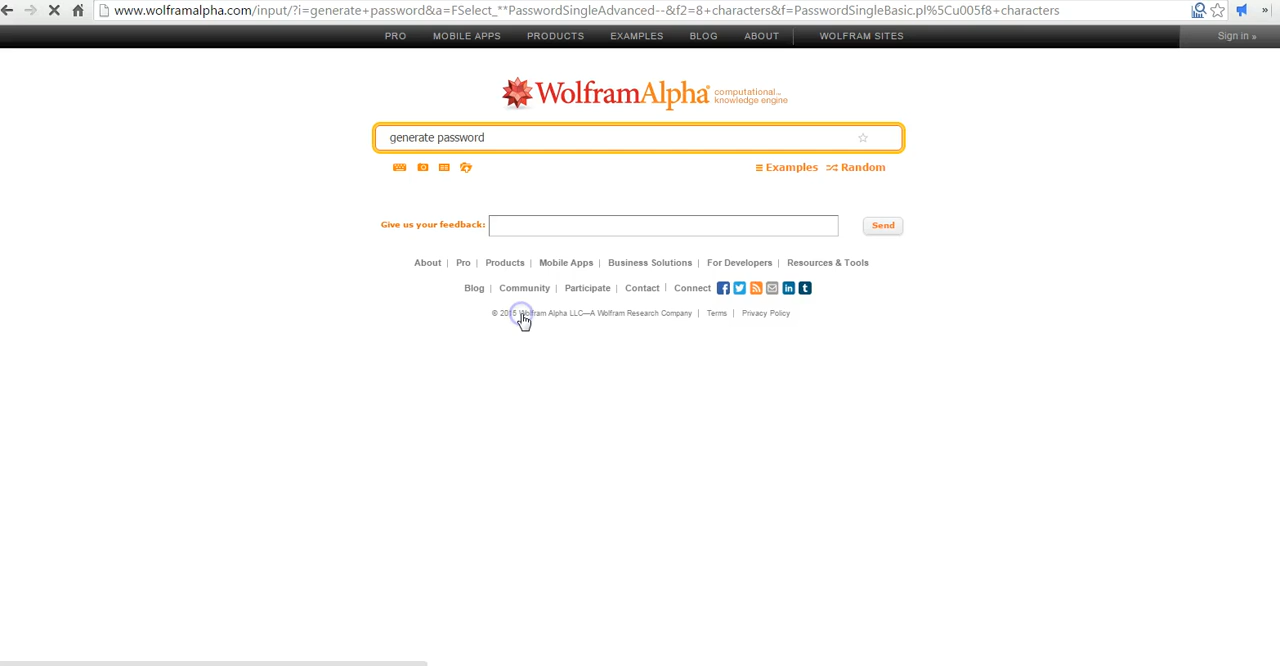 www.wolframalpha.com/input/?i=generate+password&a=FSelect_**PasswordSingleAdvanced--&f2=8+characters&f=PasswordSingleBasic.pl%5Cu005f8+characters
»
PRO MOBILE APPS PRODUCTS EXAMPLES BLOG ABOUT WOLFRAM SITES Sign in »
WolframAlpha computational...
knowledge engine
generate password
Examples Random
Give us your feedback: Send
About | Pro | Products | Mobile Apps | Business Solutions | For Developers | Resources & Tools
Blog | Community | Participate | Contact | Connect
© 2015 Wolfram Alpha LLC—A Wolfram Research Company | Terms | Privacy Policy